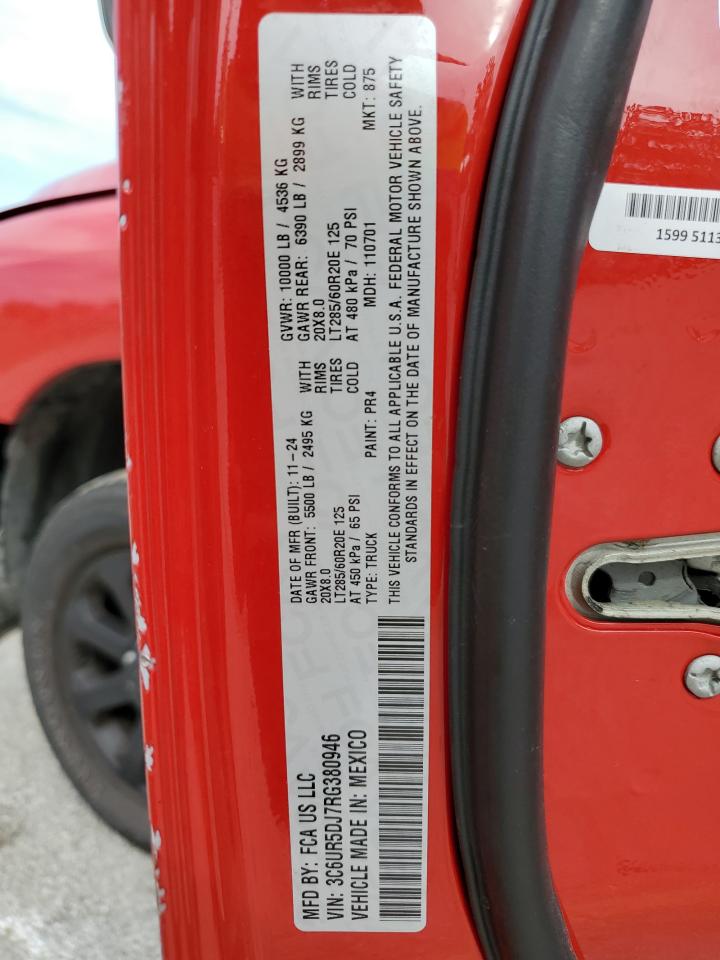 MFD BY: FCA US LLC
VIN: 3C6UR5DJ7RG380946
VEHICLE MADE IN: MEXICO
DATE OF MFR (BUILT): 11-24
GVWR: 10000 LB / 4536 KG
GAWR FRONT: 5500 LB / 2495 KG WITH
20X8.0 RIMS
LT285/60R20E 125 TIRES
AT 450 kPa / 65 PSI COLD
GAWR REAR: 6390 LB / 2899 KG WITH
20X8.0 RIMS
LT285/60R20E 125 TIRES
AT 480 kPa / 70 PSI COLD
TYPE: TRUCK PAINT: PR4 MDH: 110701 MKT: 875
THIS VEHICLE CONFORMS TO ALL APPLICABLE U.S.A. FEDERAL MOTOR VEHICLE SAFETY
STANDARDS IN EFFECT ON THE DATE OF MANUFACTURE SHOWN ABOVE.
1599 5113